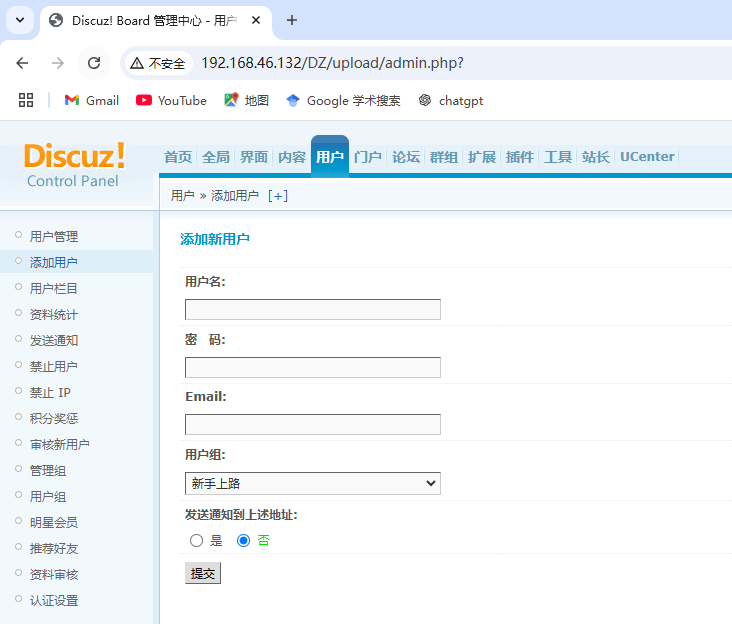 Discuz! Board 管理中心 - 用户
不安全 192.168.46.132/DZ/upload/admin.php?
Gmail YouTube 地图 Google 学术搜索 chatgpt
Discuz!
Control Panel
首页 全局 界面 内容 用户 门户 论坛 群组 扩展 插件 工具 站长 UCenter
用户 » 添加用户 [+]
用户管理
添加用户
用户栏目
资料统计
发送通知
禁止用户
禁止 IP
积分奖惩
审核新用户
管理组
用户组
明星会员
推荐好友
资料审核
认证设置
添加新用户
用户名:
密 码:
Email:
用户组:
新手上路
发送通知到上述地址:
是 否
提交